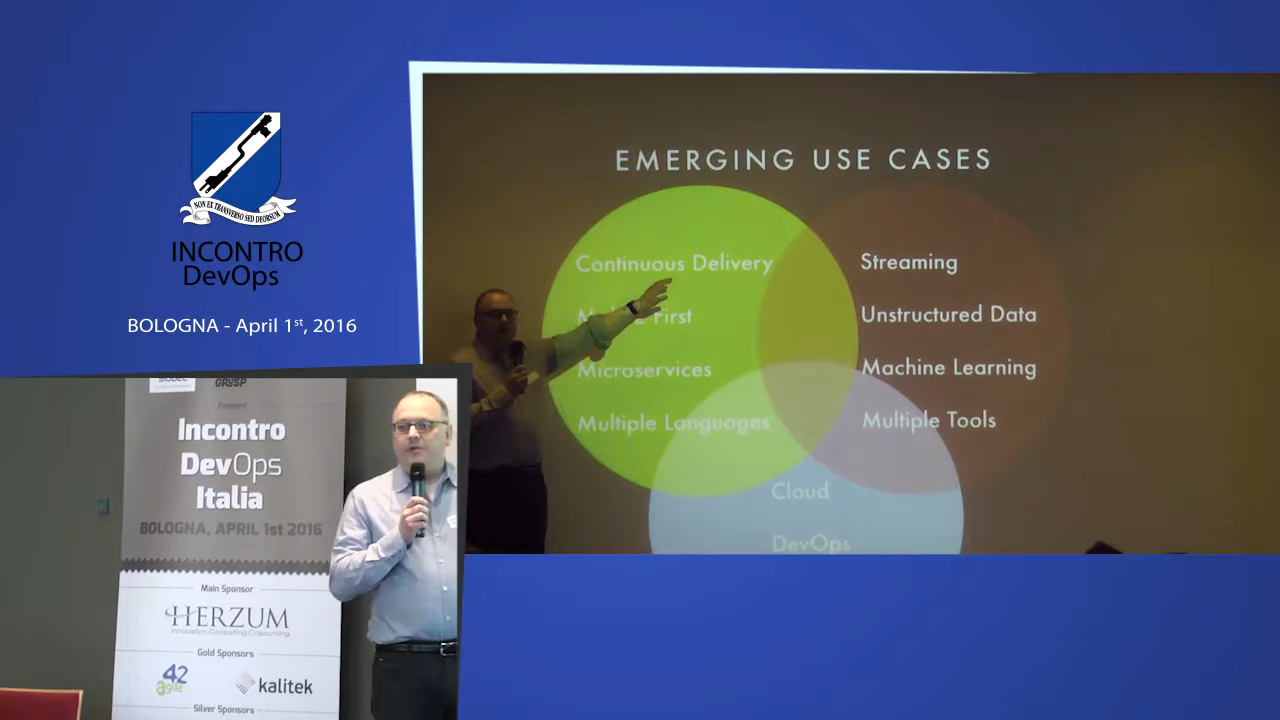 NON EX TRANSVERSO SED DEORSUM
INCONTRO
DevOps
BOLOGNA - April 1st, 2016
EMERGING USE CASES
Continuous Delivery
First
Microservices
Multiple Languages
Streaming
Unstructured Data
Machine Learning
Multiple Tools
Cloud
DevOps
GRUSP
Present
Incontro
DevOps
Italia
BOLOGNA, APRIL 1st 2016
Main Sponsor
HERZUM
Innovation.Consulting.Outsourcing
Gold Sponsors
42
agile
kalitek
Silver Sponsors